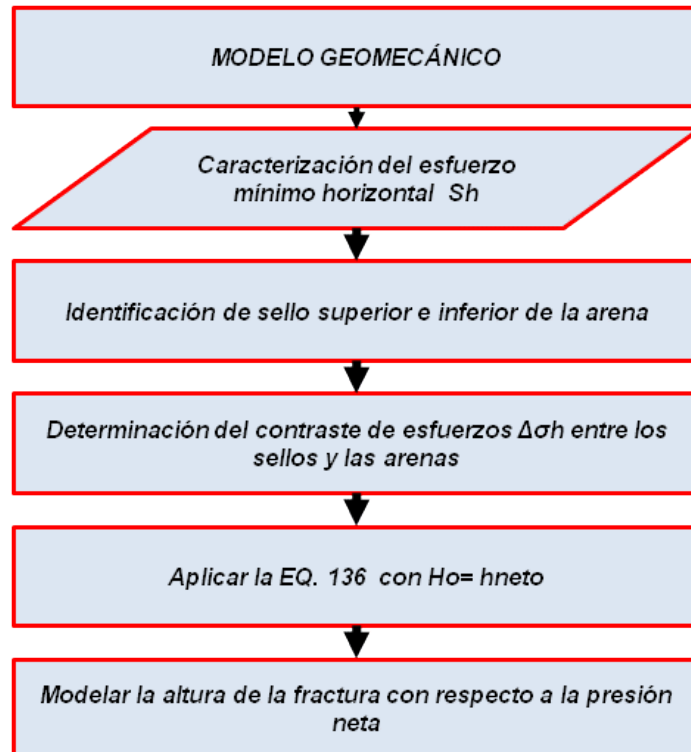 MODELO GEOMECÁNICO
Caracterización del esfuerzo
mínimo horizontal Sh
Identificación de sello superior e inferior de la arena
Determinación del contraste de esfuerzos Δσh entre los
sellos y las arenas
Aplicar la EQ. 136 con Ho= hneto
Modelar la altura de la fractura con respecto a la presión
neta